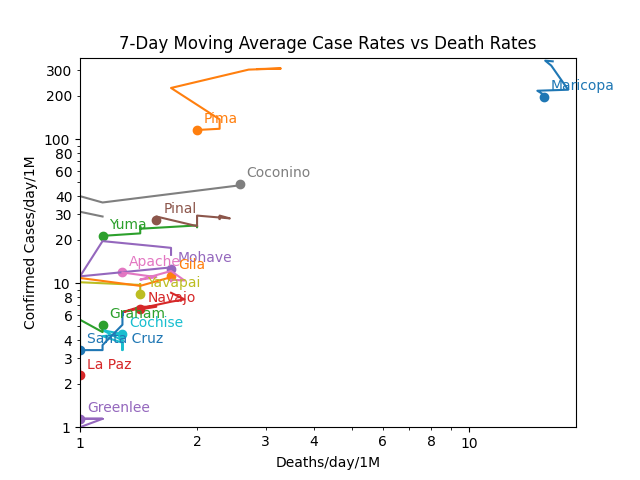 7-Day Moving Average Case Rates vs Death Rates
300
200
100
80
60
40
30
20
10
8
6
4
3
2
1
Confirmed Cases/day/1M
Maricopa
Pima
Coconino
Pinal
Yuma
Mohave
Apache
Gila
Yavapai
Navajo
Graham
Cochise
Santa Cruz
La Paz
Greenlee
1
2
3
4
6
8
10
Deaths/day/1M